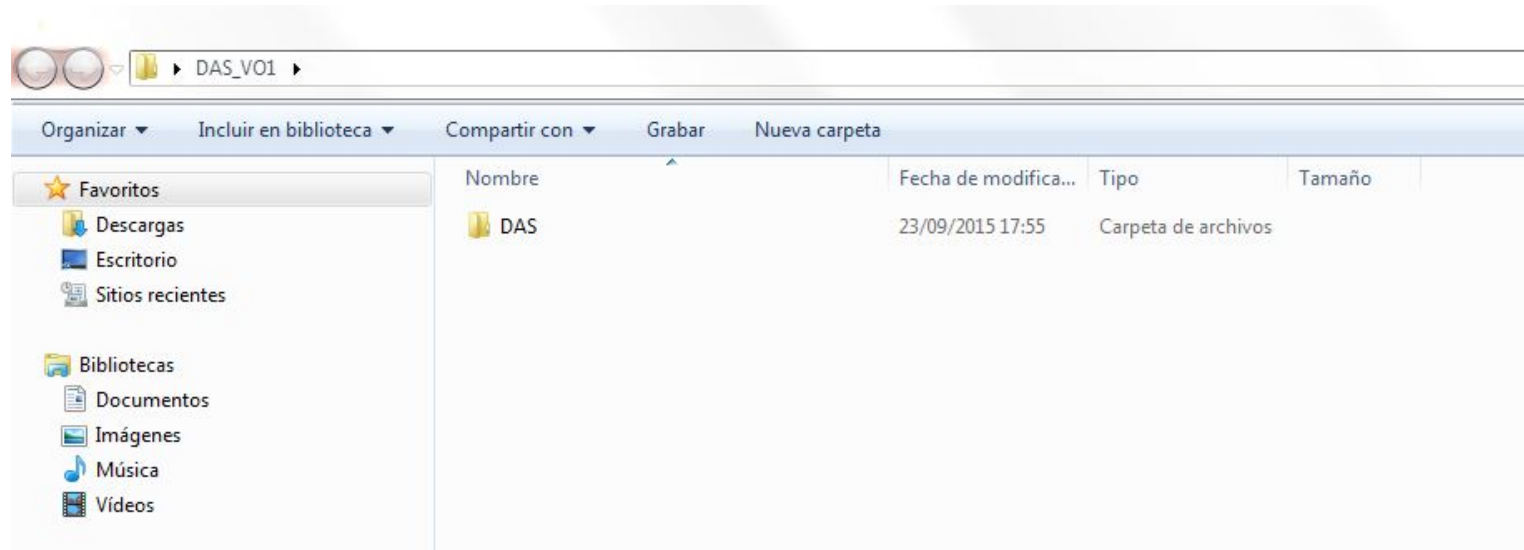 DAS_VO1
Organizar Incluir en biblioteca Compartir con Grabar Nueva carpeta
Favoritos
Descargas
Escritorio
Sitios recientes
Bibliotecas
Documentos
Imágenes
Música
Vídeos
Nombre Fecha de modifica... Tipo Tamaño
DAS 23/09/2015 17:55 Carpeta de archivos